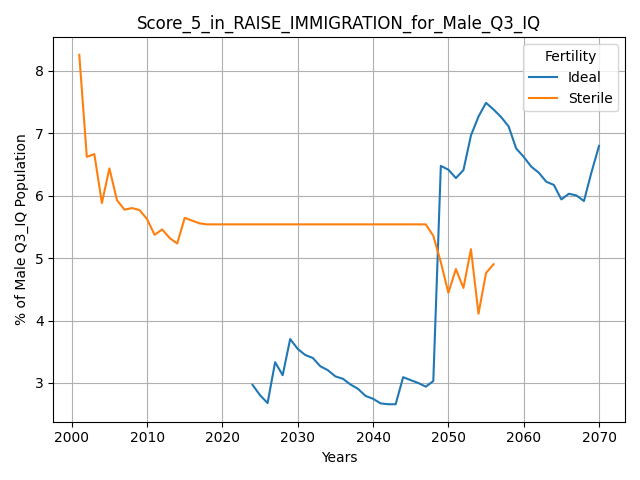 Score_5_in_RAISE_IMMIGRATION_for_Male_Q3_IQ
Fertility
Ideal
Sterile
% of Male Q3_IQ Population
8
7
6
5
4
3
2000 2010 2020 2030 2040 2050 2060 2070
Years